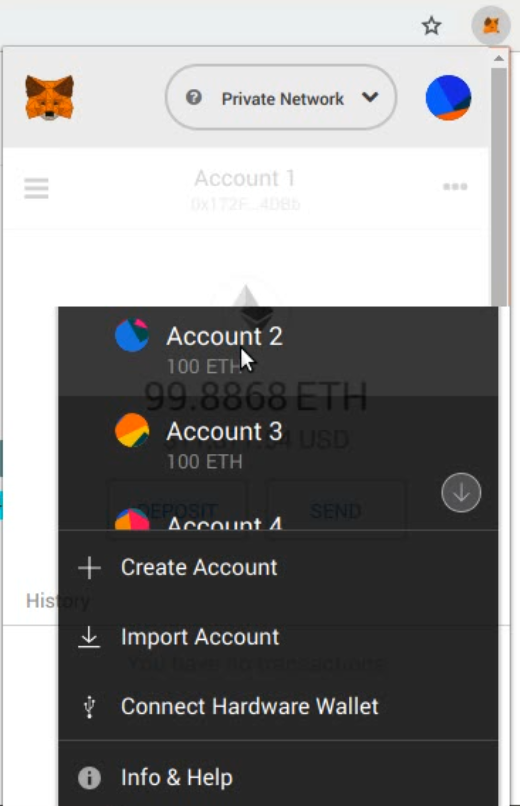 Private Network
Account 1
0x172F...4DB6
Account 2
100 ETH
99.8868 ETH
Account 3
100 ETH
USD
DEPOSIT
SEND
Account 4
Create Account
History
Import Account
You have no transactions
Connect Hardware Wallet
Info & Help